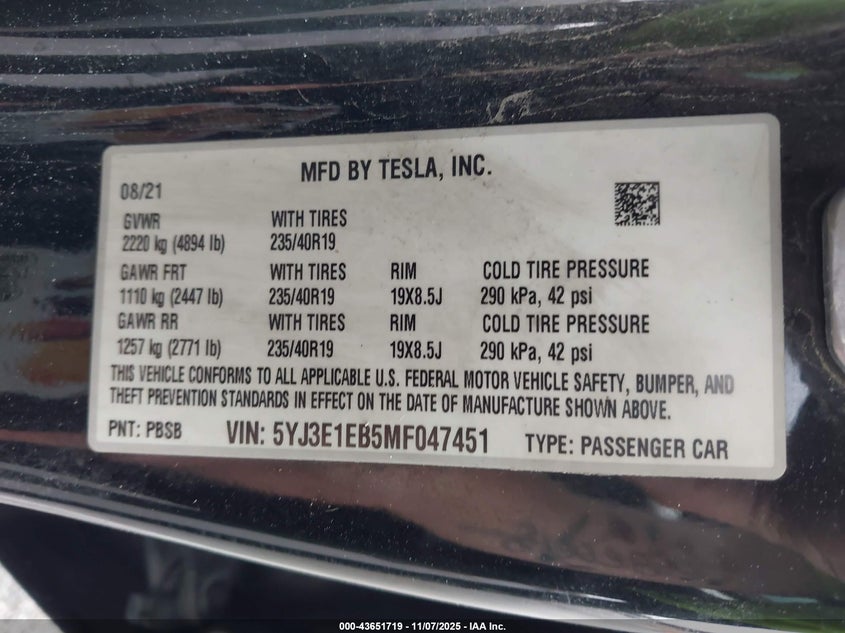 MFD BY TESLA, INC.
08/21
GVWR WITH TIRES
2220 kg (4894 lb) 235/40R19
GAWR FRT WITH TIRES RIM COLD TIRE PRESSURE
1110 kg (2447 lb) 235/40R19 19X8.5J 290 kPa, 42 psi
GAWR RR WITH TIRES RIM COLD TIRE PRESSURE
1257 kg (2771 lb) 235/40R19 19X8.5J 290 kPa, 42 psi
THIS VEHICLE CONFORMS TO ALL APPLICABLE U.S. FEDERAL MOTOR VEHICLE SAFETY, BUMPER, AND
THEFT PREVENTION STANDARDS IN EFFECT ON THE DATE OF MANUFACTURE SHOWN ABOVE.
PNT: PBSB VIN: 5YJ3E1EB5MF047451 TYPE: PASSENGER CAR
000-43651719 - 11/07/2025 - IAA Inc.